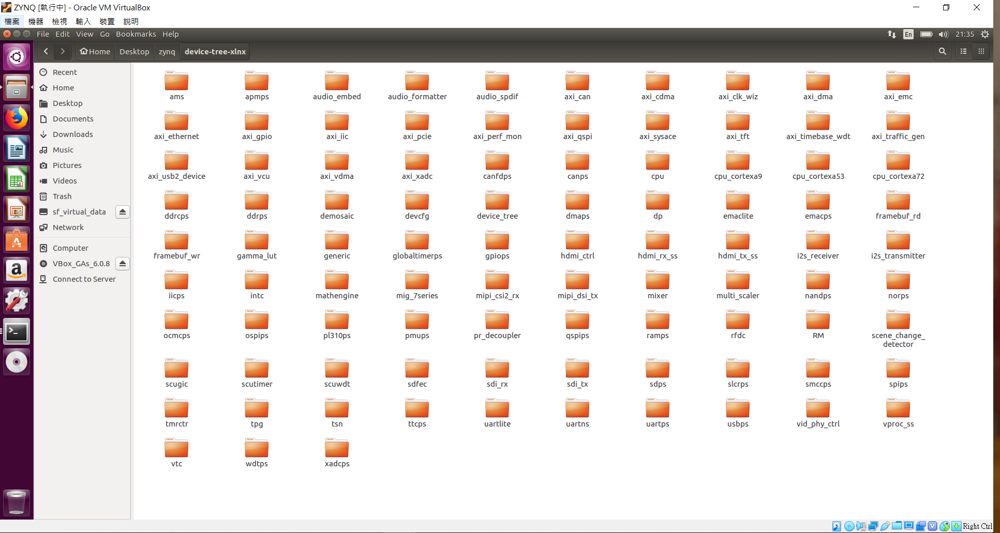 ZYNQ [執行中] - Oracle VM VirtualBox
檔案 機器 檢視 輸入 裝置 說明
File Edit View Go Bookmarks Help
En 21:35
Home Desktop zynq device-tree-xlnx
Recent
Home
Desktop
Documents
Downloads
Music
Pictures
Videos
Trash
sf_virtual_data
Network
Computer
VBox_GAs_6.0.8
Connect to Server
ams apmps audio_embed audio_formatter audio_spdif axi_can axi_cdma axi_clk_wiz axi_dma axi_emc
axi_ethernet axi_gpio axi_iic axi_pcie axi_perf_mon axi_qspi axi_sysace axi_tft axi_timebase_wdt axi_traffic_gen
axi_usb2_device axi_vcu axi_vdma axi_xadc canfdps canps cpu cpu_cortexa9 cpu_cortexa53 cpu_cortexa72
ddrcps ddrps demosaic devcfg device_tree dmaps dp emaclite emacps framebuf_rd
framebuf_wr gamma_lut generic globaltimerps gpiops hdmi_ctrl hdmi_rx_ss hdmi_tx_ss i2s_receiver i2s_transmitter
iicps intc mathengine mig_7series mipi_csi2_rx mipi_dsi_tx mixer multi_scaler nandps norps
ocmcps ospips pl310ps pmups pr_decoupler qspips ramps rfdc RM scene_change_
detector
scugic scutimer scuwdt sdfec sdi_rx sdi_tx sdps slcrps smccps spips
tmrctr tpg tsn ttcps uartlite uartns uartps usbps vid_phy_ctrl vproc_ss
vtc wdtps xadcps
Right Ctrl